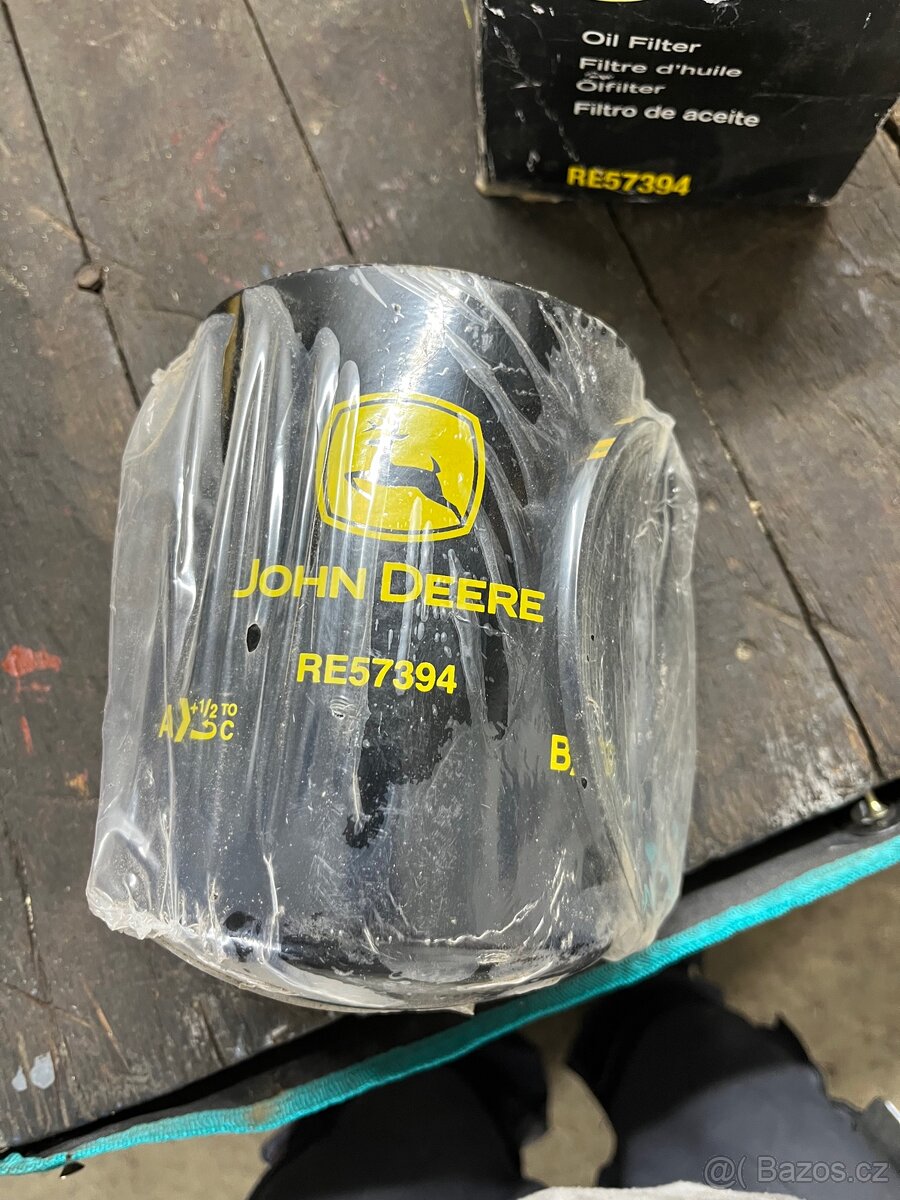 Oil Filter
Filtre d'huile
Ölfilter
Filtro de aceite
RE57394
JOHN DEERE
RE57394
A
+1/2 TO
C
B
@( Bazos.cz